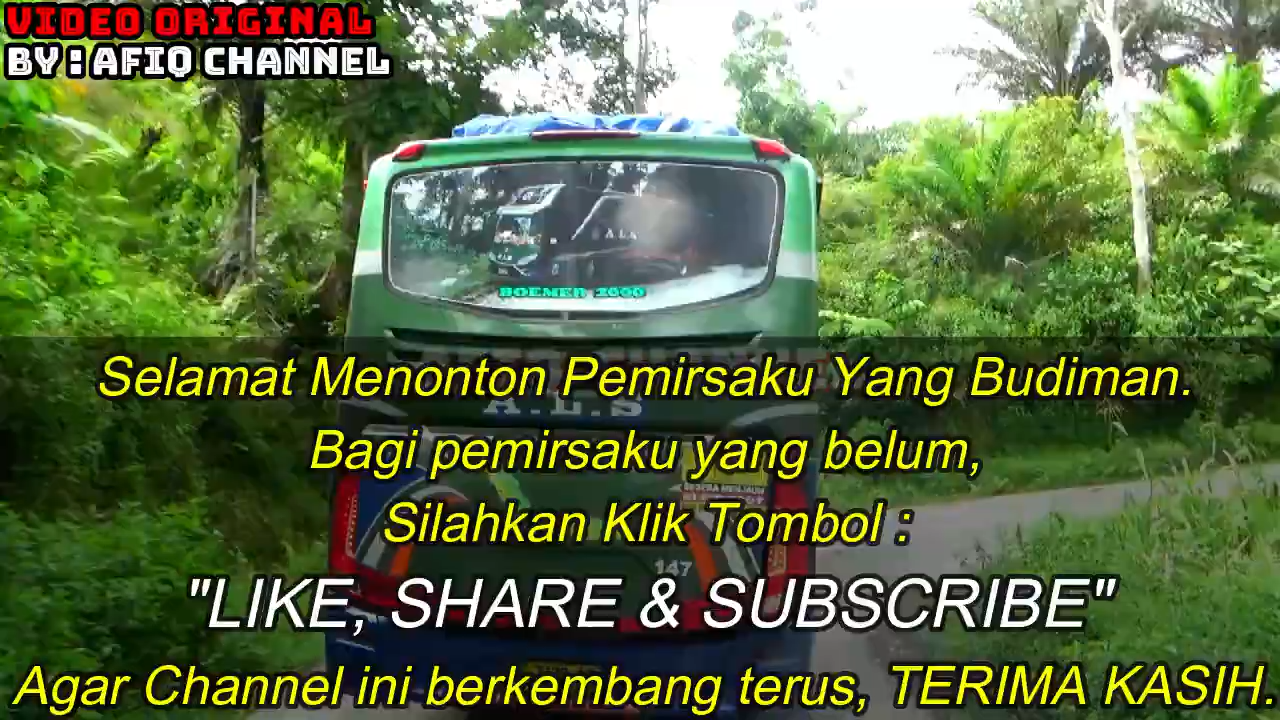 VIDEO ORIGINAL
BY : AFIQ CHANNEL
BOEMER 2000
Selamat Menonton Pemirsaku Yang Budiman.
A.L.S
Bagi pemirsaku yang belum,
Silahkan Klik Tombol :
147
"LIKE, SHARE & SUBSCRIBE"
Agar Channel ini berkembang terus, TERIMA KASIH.